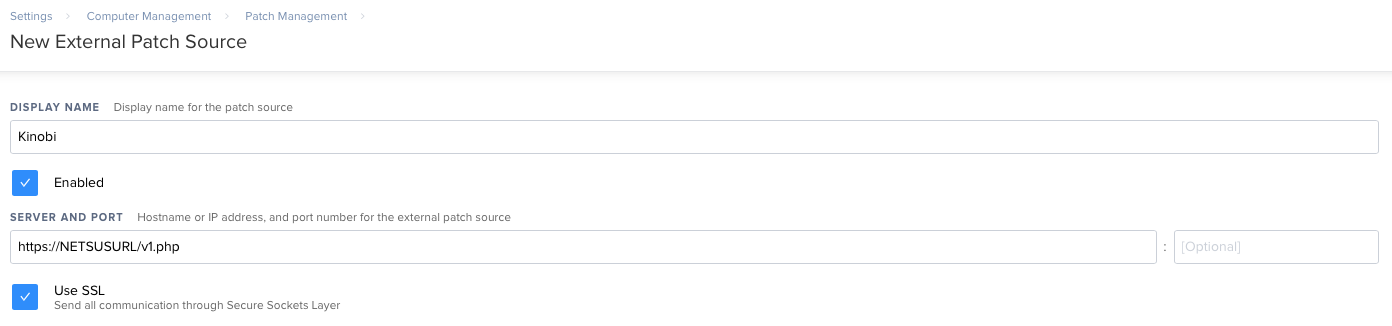 Settings > Computer Management > Patch Management >
New External Patch Source
DISPLAY NAME Display name for the patch source
Kinobi
Enabled
SERVER AND PORT Hostname or IP address, and port number for the external patch source
https://NETSUSURL/v1.php : [Optional]
Use SSL
Send all communication through Secure Sockets Layer